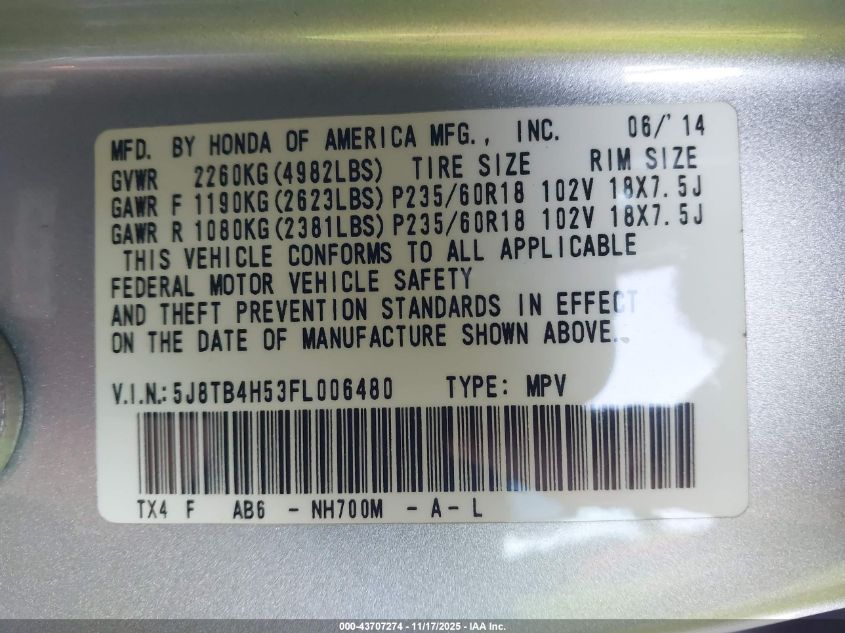 MFD. BY HONDA OF AMERICA MFG., INC. 06/'14
GVWR 2260KG(4982LBS) TIRE SIZE RIM SIZE
GAWR F 1190KG(2623LBS) P235/60R18 102V 18X7.5J
GAWR R 1080KG(2381LBS) P235/60R18 102V 18X7.5J
THIS VEHICLE CONFORMS TO ALL APPLICABLE
FEDERAL MOTOR VEHICLE SAFETY
AND THEFT PREVENTION STANDARDS IN EFFECT
ON THE DATE OF MANUFACTURE SHOWN ABOVE.
V.I.N.: 5J8TB4H53FL006480 TYPE: MPV
TX4 F AB6 - NH700M - A - L
000-43707274 - 11/17/2025 - IAA Inc.